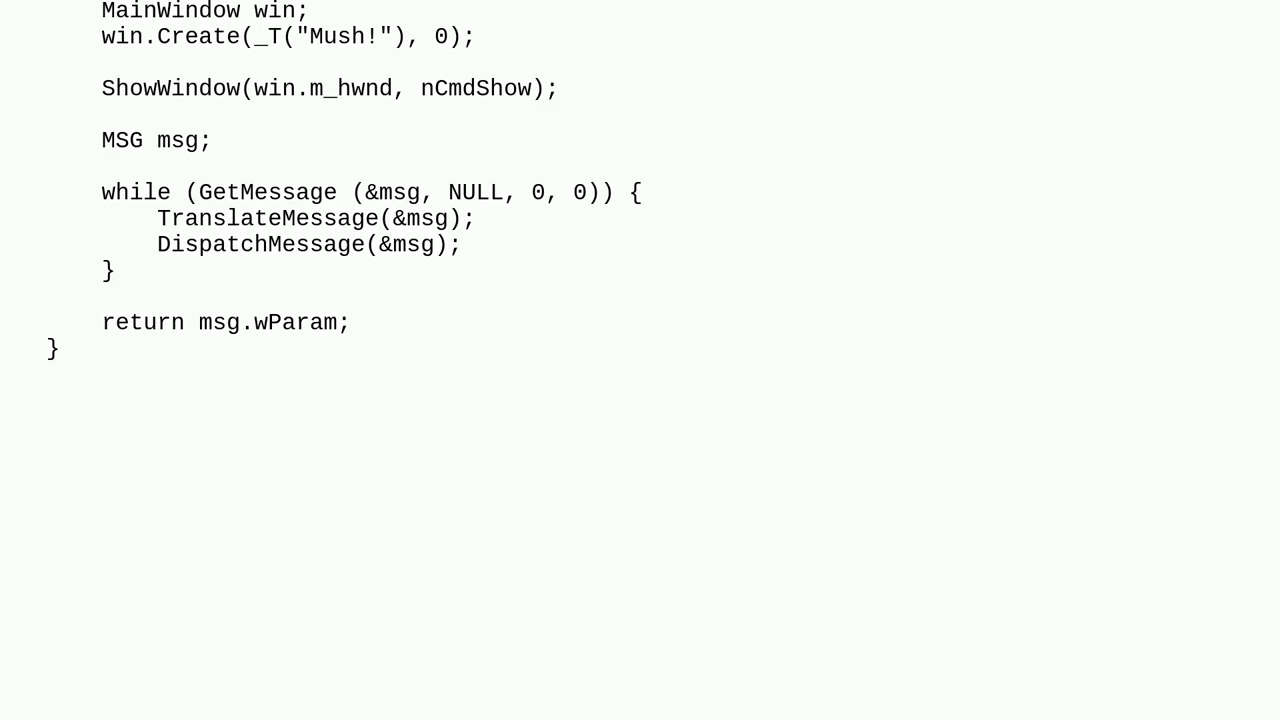 MainWindow win;
win.Create(_T("Mush!"), 0);
ShowWindow(win.m_hwnd, nCmdShow);
MSG msg;
while (GetMessage (&msg, NULL, 0, 0)) {
TranslateMessage(&msg);
DispatchMessage(&msg);
}
return msg.wParam;
}